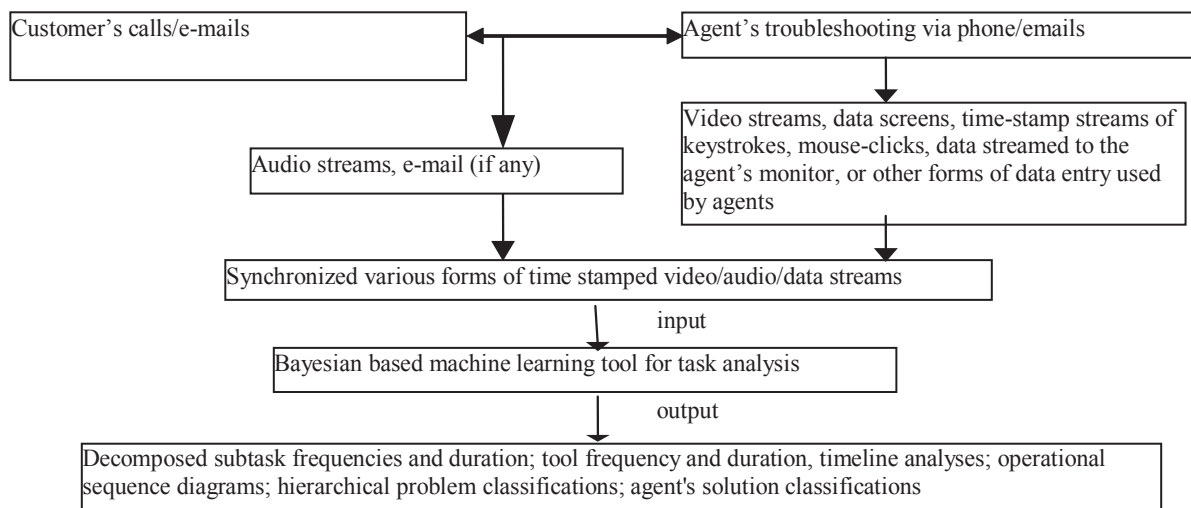 Customer's calls/e-mails
Agent's troubleshooting via phone/emails
Video streams, data screens, time-stamp streams of
keystrokes, mouse-clicks, data streamed to the
agent's monitor, or other forms of data entry used
by agents
Audio streams, e-mail (if any)
Synchronized various forms of time stamped video/audio/data streams
input
Bayesian based machine learning tool for task analysis
output
Decomposed subtask frequencies and duration; tool frequency and duration, timeline analyses; operational
sequence diagrams; hierarchical problem classifications; agent's solution classifications